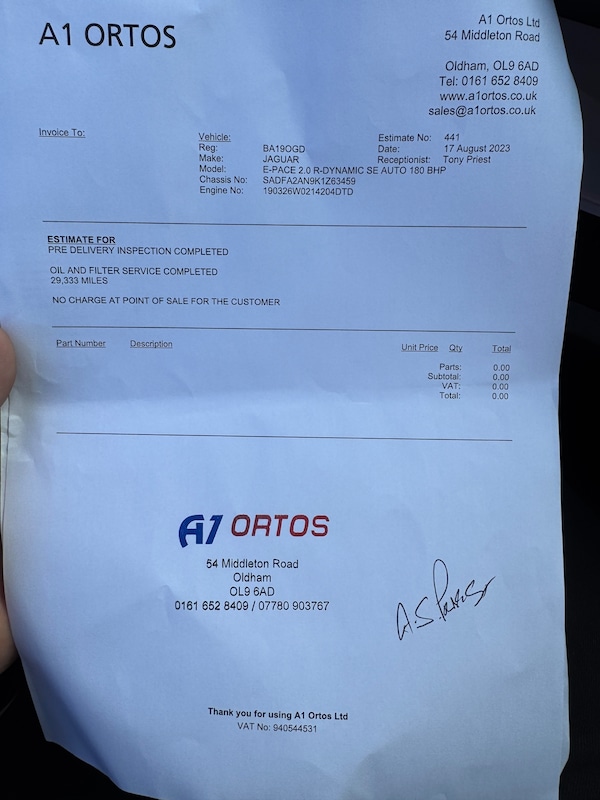 A1 ORTOS
A1 Ortos Ltd
54 Middleton Road
Oldham, OL9 6AD
Tel: 0161 652 8409
www.a1ortos.co.uk
sales@a1ortos.co.uk
Invoice To:
Vehicle:
Reg: BA19OGD
Make: JAGUAR
Model: E-PACE 2.0 R-DYNAMIC SE AUTO 180 BHP
Chassis No: SADFA2AN9K1Z63459
Engine No: 190326W0214204DTD
Estimate No: 441
Date: 17 August 2023
Receptionist: Tony Priest
ESTIMATE FOR
PRE DELIVERY INSPECTION COMPLETED
OIL AND FILTER SERVICE COMPLETED
29,333 MILES
NO CHARGE AT POINT OF SALE FOR THE CUSTOMER
Part Number Description Unit Price Qty Total
Parts: 0.00
Subtotal: 0.00
VAT: 0.00
Total: 0.00
A1 ORTOS
54 Middleton Road
Oldham
OL9 6AD
0161 652 8409 / 07780 903767
A.S.
Thank you for using A1 Ortos Ltd
VAT No: 940544531